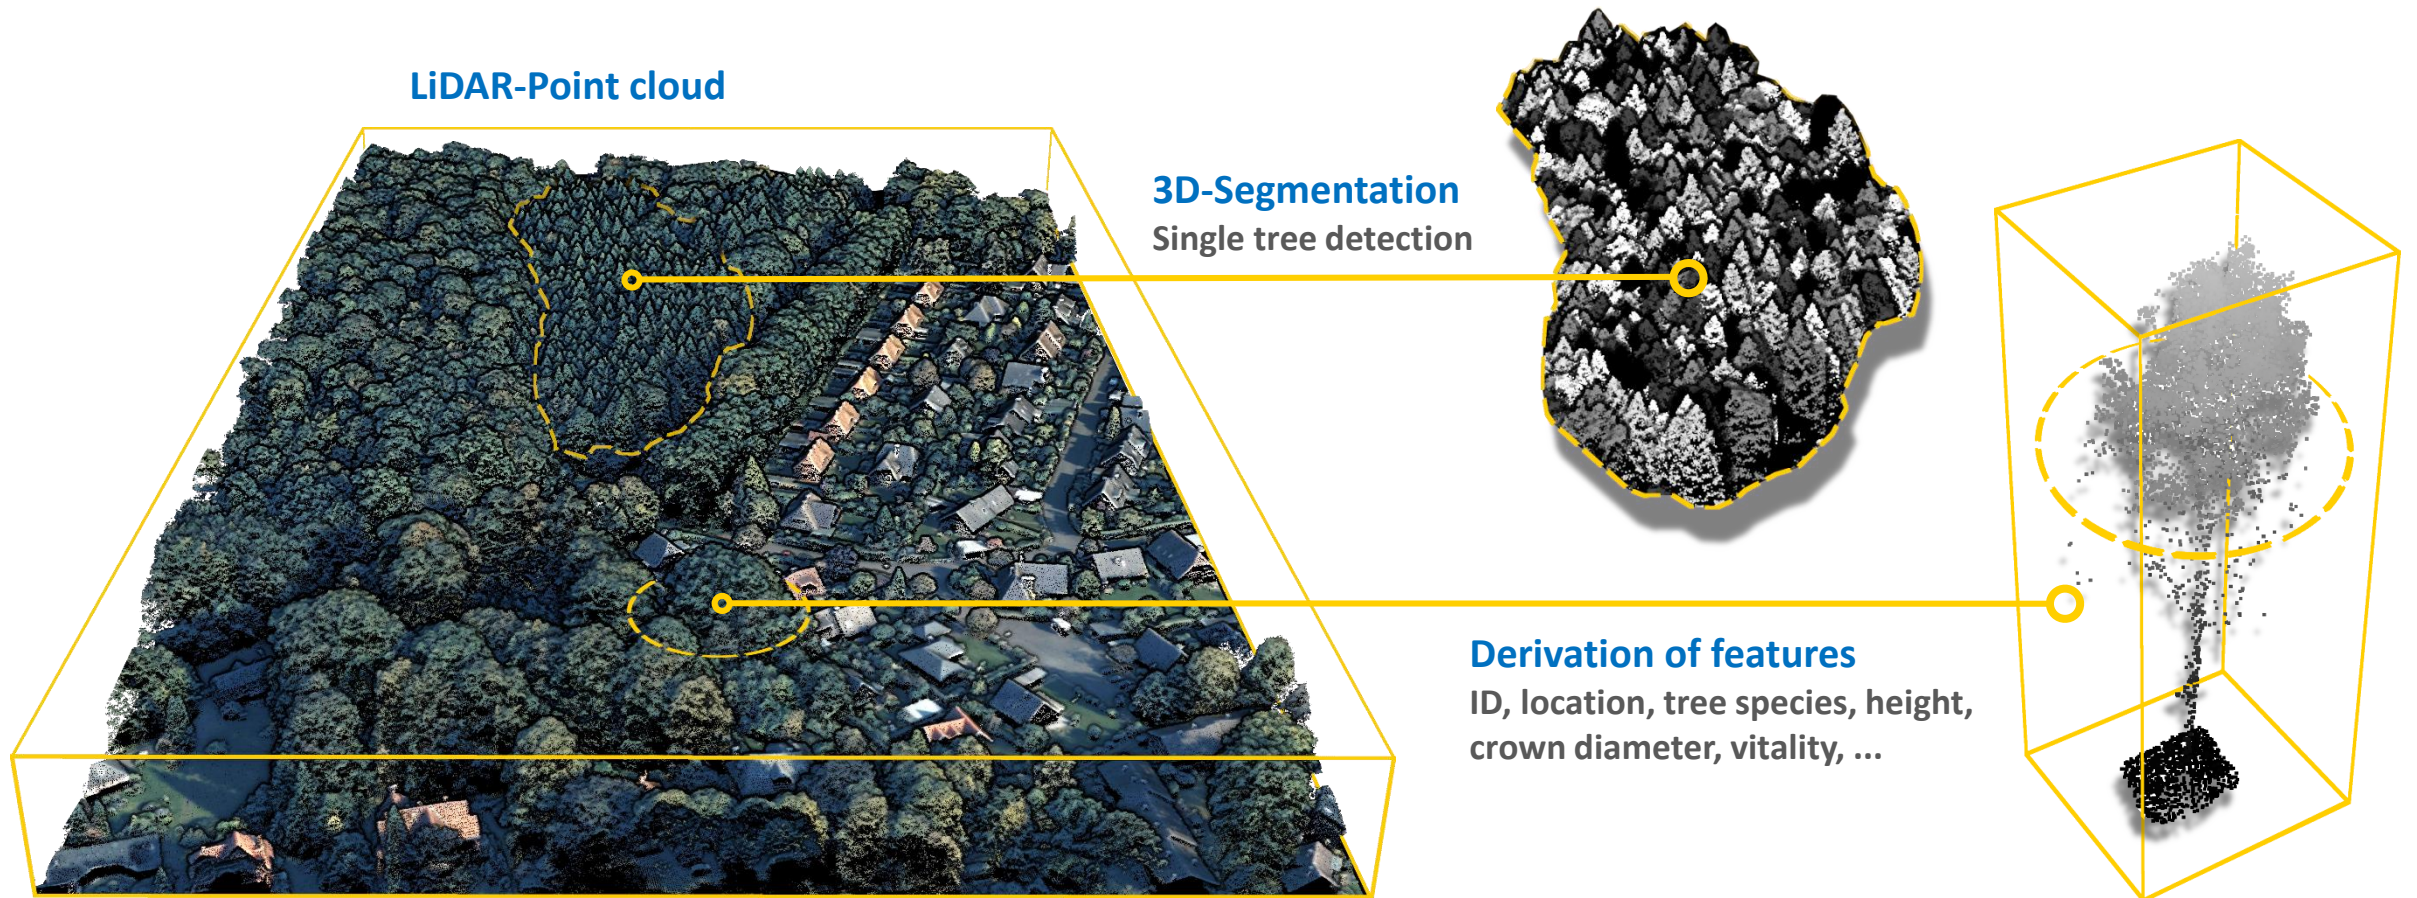 LiDAR-Point cloud
3D-Segmentation
Single tree detection
Derivation of features
ID, location, tree species, height,
crown diameter, vitality, ...